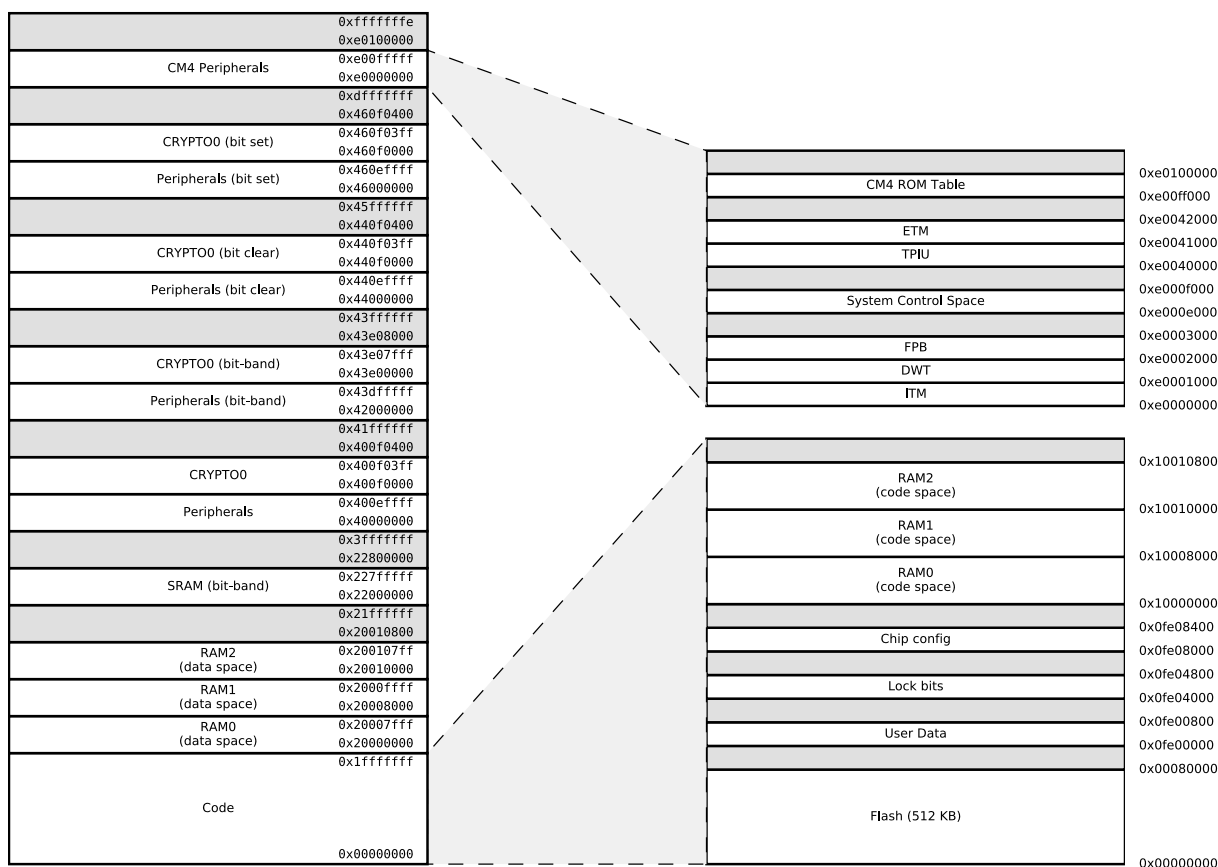 0xfffffffe
0xe0100000
CM4 Peripherals
0xe00fffff
0xe0000000
0xdfffffff
0x460f0400
CRYPTO0 (bit set)
0x460f03ff
0x460f0000
Peripherals (bit set)
0x460effff
0x46000000
0x45ffffff
0x440f0400
CRYPTO0 (bit clear)
0x440f03ff
0x440f0000
Peripherals (bit clear)
0x440effff
0x44000000
0x43ffffff
0x43e08000
CRYPTO0 (bit-band)
0x43e07fff
0x43e00000
Peripherals (bit-band)
0x43dfffff
0x42000000
0x41ffffff
0x400f0400
CRYPTO0
0x400f03ff
0x400f0000
Peripherals
0x400effff
0x40000000
0x3fffffff
0x22800000
SRAM (bit-band)
0x227fffff
0x22000000
0x21ffffff
0x20010800
RAM2
(data space)
0x200107ff
0x20010000
RAM1
(data space)
0x2000ffff
0x20008000
RAM0
(data space)
0x20007fff
0x20000000
0x1fffffff
Code
0x00000000
0xe0100000
CM4 ROM Table
0xe00ff000
0xe0042000
ETM
0xe0041000
TPIU
0xe0040000
0xe000f000
System Control Space
0xe000e000
0xe0003000
FPB
0xe0002000
DWT
0xe0001000
ITM
0xe0000000
0x10010800
RAM2
(code space)
0x10010000
RAM1
(code space)
0x10008000
RAM0
(code space)
0x10000000
0x0fe08400
Chip config
0x0fe08000
0x0fe04800
Lock bits
0x0fe04000
0x0fe00800
User Data
0x0fe00000
0x00080000
Flash (512 KB)
0x00000000